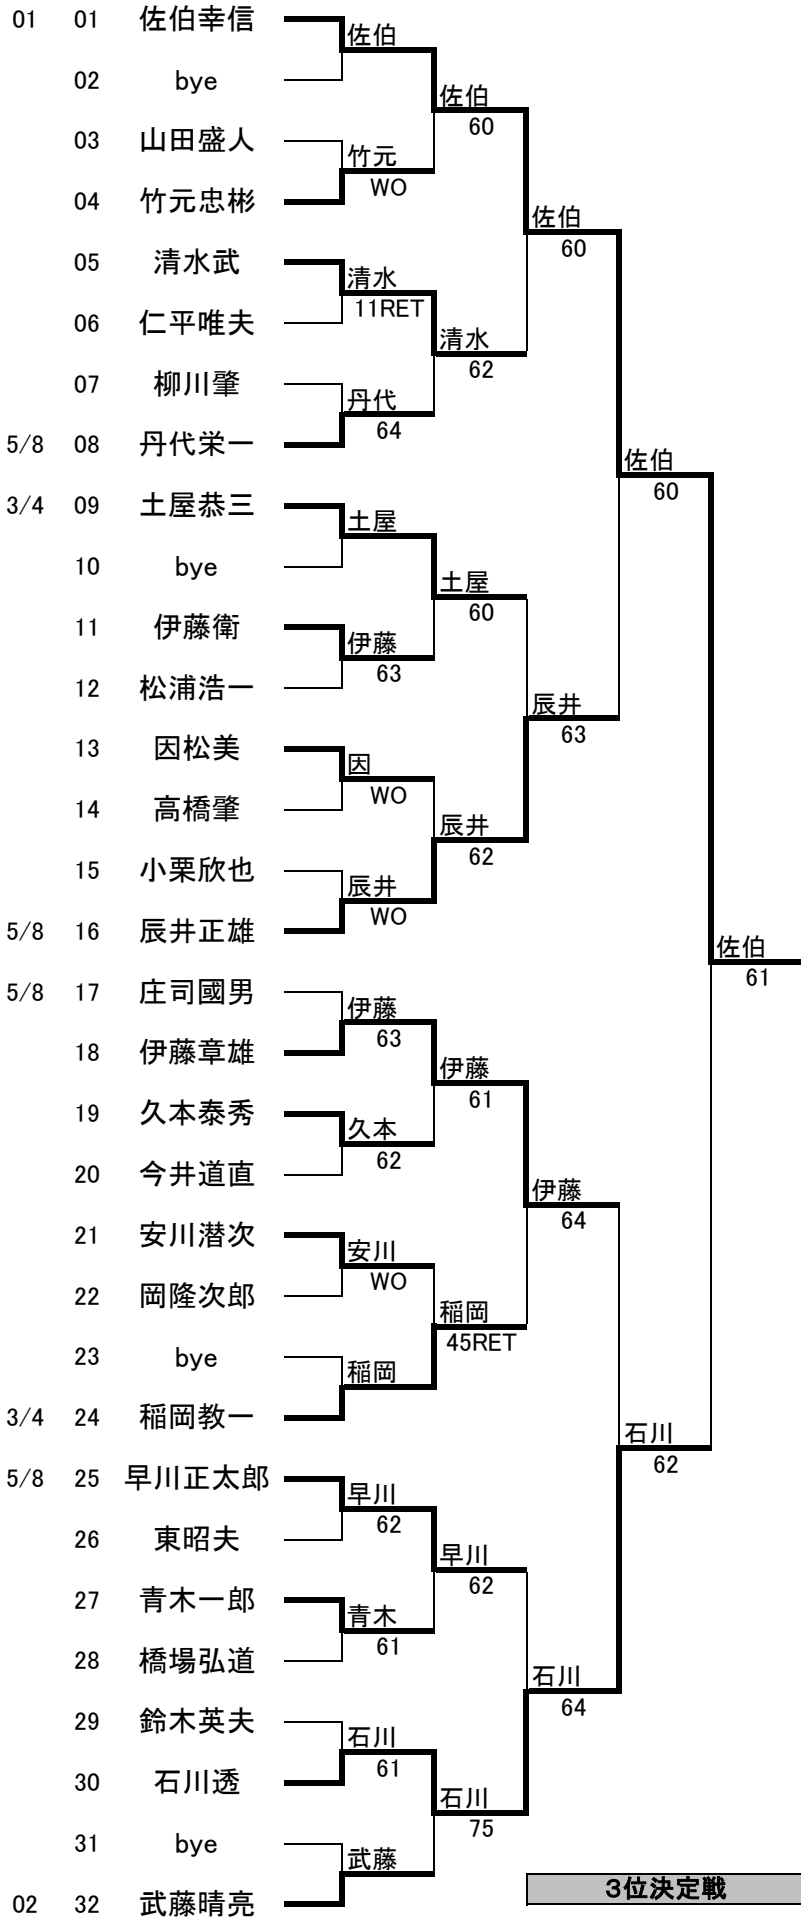 01 01 佐伯幸信
佐伯
02 bye
佐伯
60
03 山田盛人
竹元
WO
04 竹元忠彬
佐伯
60
05 清水武
清水
11RET
06 仁平唯夫
清水
62
07 柳川肇
丹代
64
5/8 08 丹代栄一
佐伯
60
3/4 09 土屋恭三
土屋
10 bye
土屋
60
11 伊藤衛
伊藤
63
12 松浦浩一
辰井
63
13 因松美
因
WO
14 高橋肇
辰井
62
15 小栗欣也
辰井
WO
5/8 16 辰井正雄
佐伯
61
5/8 17 庄司國男
伊藤
63
18 伊藤章雄
伊藤
61
19 久本泰秀
久本
62
20 今井道直
伊藤
64
21 安川潜次
安川
WO
22 岡隆次郎
稲岡
45RET
23 bye
稲岡
3/4 24 稲岡教一
石川
62
5/8 25 早川正太郎
早川
62
26 東昭夫
早川
62
27 青木一郎
青木
61
28 橋場弘道
石川
64
29 鈴木英夫
石川
61
30 石川透
石川
75
31 bye
武藤
3位決定戦
02 32 武藤晴亮